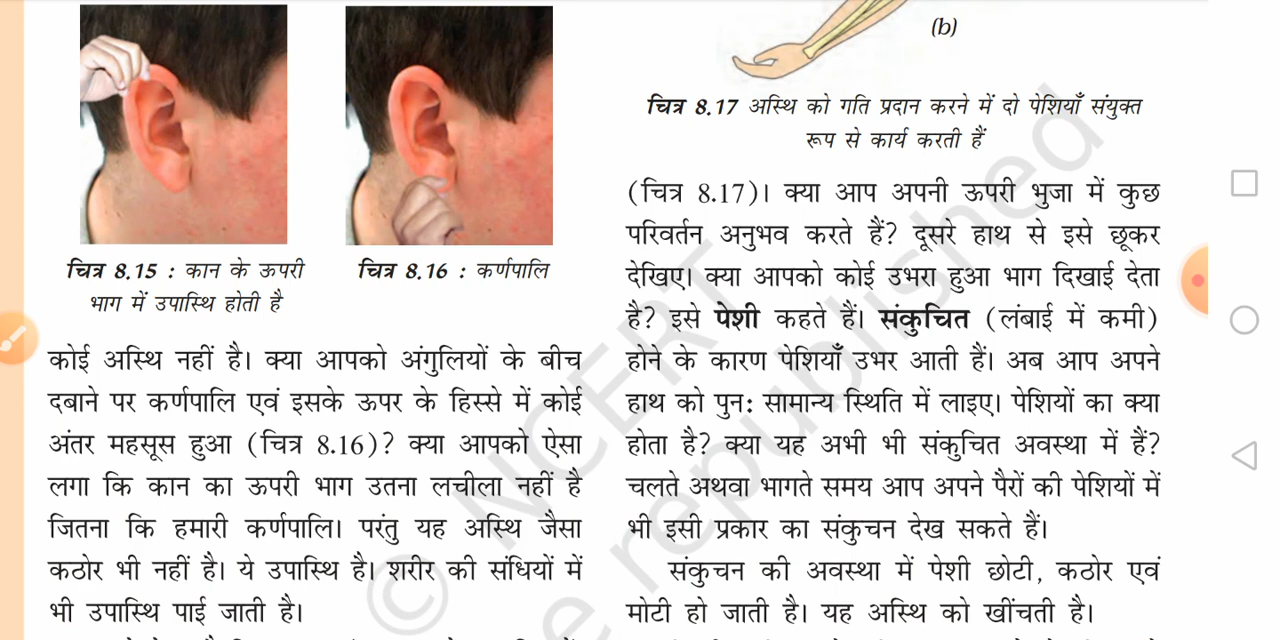 चित्र 8.15 : कान के ऊपरी
भाग में उपास्थि होती है
चित्र 8.16 : कर्णपालि
कोई अस्थि नहीं है। क्या आपको अंगुलियों के बीच
दबाने पर कर्णपालि एवं इसके ऊपर के हिस्से में कोई
अंतर महसूस हुआ (चित्र 8.16)? क्या आपको ऐसा
लगा कि कान का ऊपरी भाग उतना लचीला नहीं है
जितना कि हमारी कर्णपालि। परंतु यह अस्थि जैसा
कठोर भी नहीं है। ये उपास्थि है। शरीर की संधियों में
भी उपास्थि पाई जाती है।
(b)
चित्र 8.17 अस्थि को गति प्रदान करने में दो पेशियाँ संयुक्त
रूप से कार्य करती हैं
(चित्र 8.17)। क्या आप अपनी ऊपरी भुजा में कुछ
परिवर्तन अनुभव करते हैं? दूसरे हाथ से इसे छूकर
देखिए। क्या आपको कोई उभरा हुआ भाग दिखाई देता
है? इसे पेशी कहते हैं। संकुचित (लंबाई में कमी)
होने के कारण पेशियाँ उभर आती हैं। अब आप अपने
हाथ को पुन: सामान्य स्थिति में लाइए। पेशियों का क्या
होता है? क्या यह अभी भी संकुचित अवस्था में हैं?
चलते अथवा भागते समय आप अपने पैरों की पेशियों में
भी इसी प्रकार का संकुचन देख सकते हैं।
संकुचन की अवस्था में पेशी छोटी, कठोर एवं
मोटी हो जाती है। यह अस्थि को खींचती है।
© NCERT
be republished